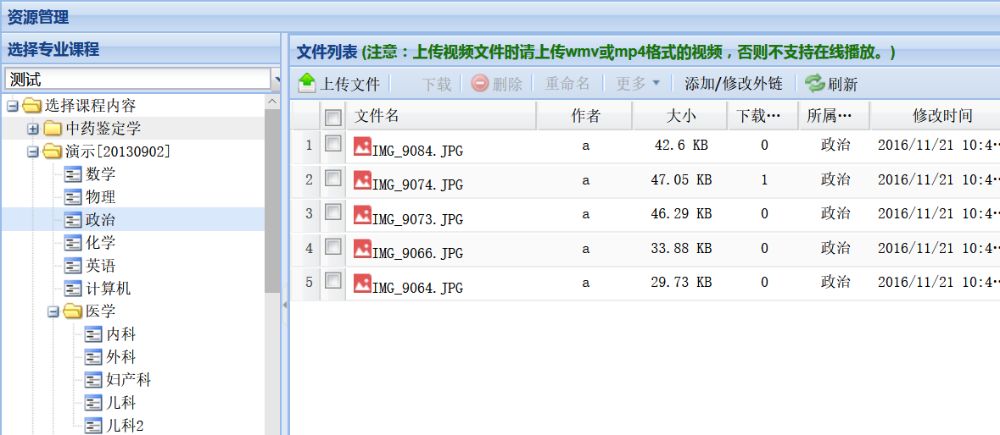 资源管理
选择专业课程
测试
选择课程内容
中药鉴定学
演示[20130902]
数学
物理
政治
化学
英语
计算机
医学
内科
外科
妇产科
儿科
儿科2
文件列表 (注意：上传视频文件时请上传wmv或mp4格式的视频，否则不支持在线播放。)
上传文件 下载 删除 重命名 更多 添加/修改外链 刷新
文件名 作者 大小 下载… 所属… 修改时间
1 IMG_9084.JPG a 42.6 KB 0 政治 2016/11/21 10:4…
2 IMG_9074.JPG a 47.05 KB 1 政治 2016/11/21 10:4…
3 IMG_9073.JPG a 46.29 KB 0 政治 2016/11/21 10:4…
4 IMG_9066.JPG a 33.88 KB 0 政治 2016/11/21 10:4…
5 IMG_9064.JPG a 29.73 KB 0 政治 2016/11/21 10:4…